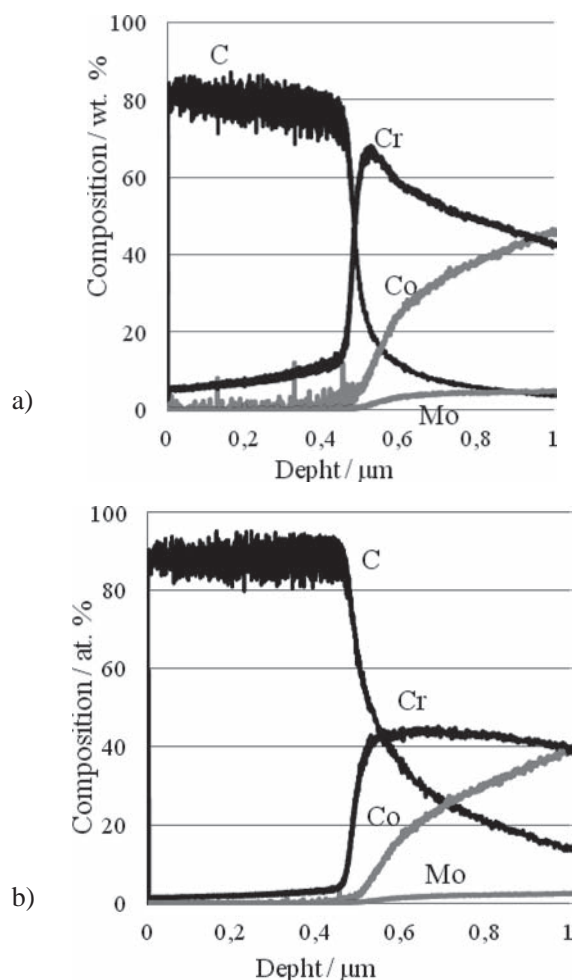 a)
Composition / wt. %
100
80
60
40
20
0
C
Cr
Co
Mo
0 0,2 0,4 0,6 0,8 1
Depht / µm
b)
Composition / at. %
100
80
60
40
20
0
C
Cr
Co
Mo
0 0,2 0,4 0,6 0,8 1
Depht / µm